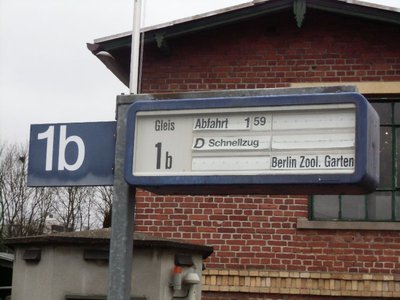 1b
Gleis
1b
Abfahrt 1 59
D Schnellzug
Berlin Zool. Garten